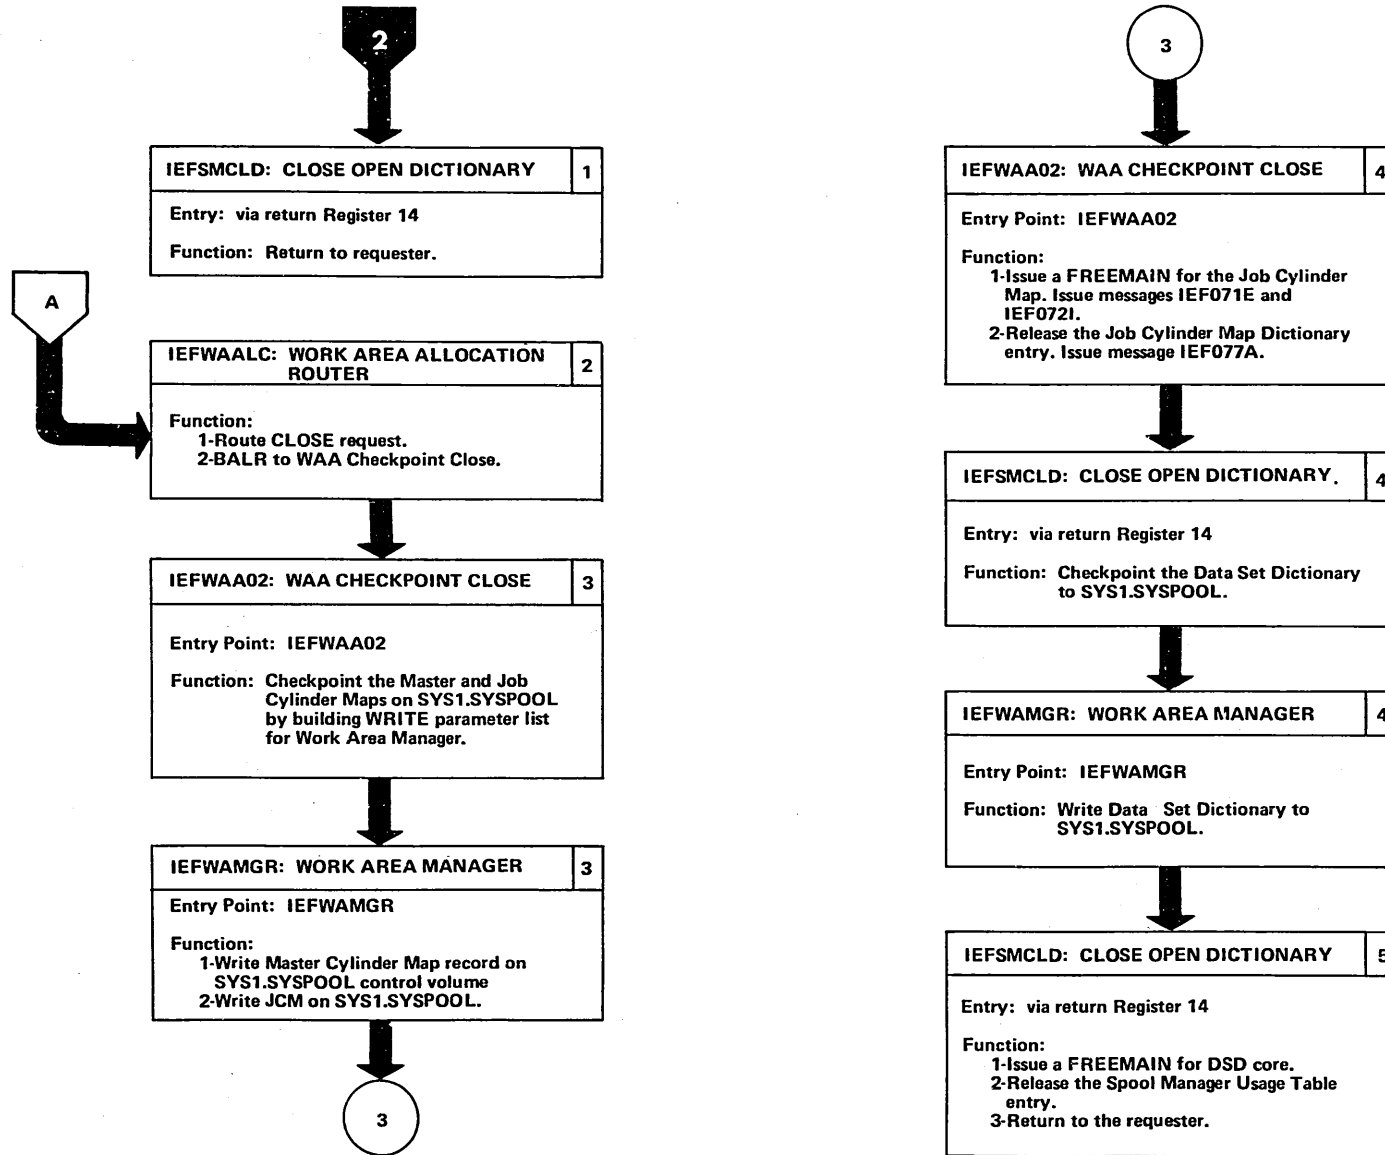 2
IEFSMCLD: CLOSE OPEN DICTIONARY 1
Entry: via return Register 14
Function: Return to requester.
A
IEFWAALC: WORK AREA ALLOCATION
ROUTER
2
Function:
1-Route CLOSE request.
2-BALR to WAA Checkpoint Close.
IEFWAA02: WAA CHECKPOINT CLOSE 3
Entry Point: IEFWAA02
Function: Checkpoint the Master and Job
Cylinder Maps on SYS1.SYSPOOL
by building WRITE parameter list
for Work Area Manager.
IEFWAMGR: WORK AREA MANAGER 3
Entry Point: IEFWAMGR
Function:
1-Write Master Cylinder Map record on
SYS1.SYSPOOL control volume
2-Write JCM on SYS1.SYSPOOL.
3
3
IEFWAA02: WAA CHECKPOINT CLOSE 4
Entry Point: IEFWAA02
Function:
1-Issue a FREEMAIN for the Job Cylinder
Map. Issue messages IEF071E and
IEF072I.
2-Release the Job Cylinder Map Dictionary
entry. Issue message IEF077A.
IEFSMCLD: CLOSE OPEN DICTIONARY. 4
Entry: via return Register 14
Function: Checkpoint the Data Set Dictionary
to SYS1.SYSPOOL.
IEFWAMGR: WORK AREA MANAGER 4
Entry Point: IEFWAMGR
Function: Write Data Set Dictionary to
SYS1.SYSPOOL.
IEFSMCLD: CLOSE OPEN DICTIONARY 5
Entry: via return Register 14
Function:
1-Issue a FREEMAIN for DSD core.
2-Release the Spool Manager Usage Table
entry.
3-Return to the requester.